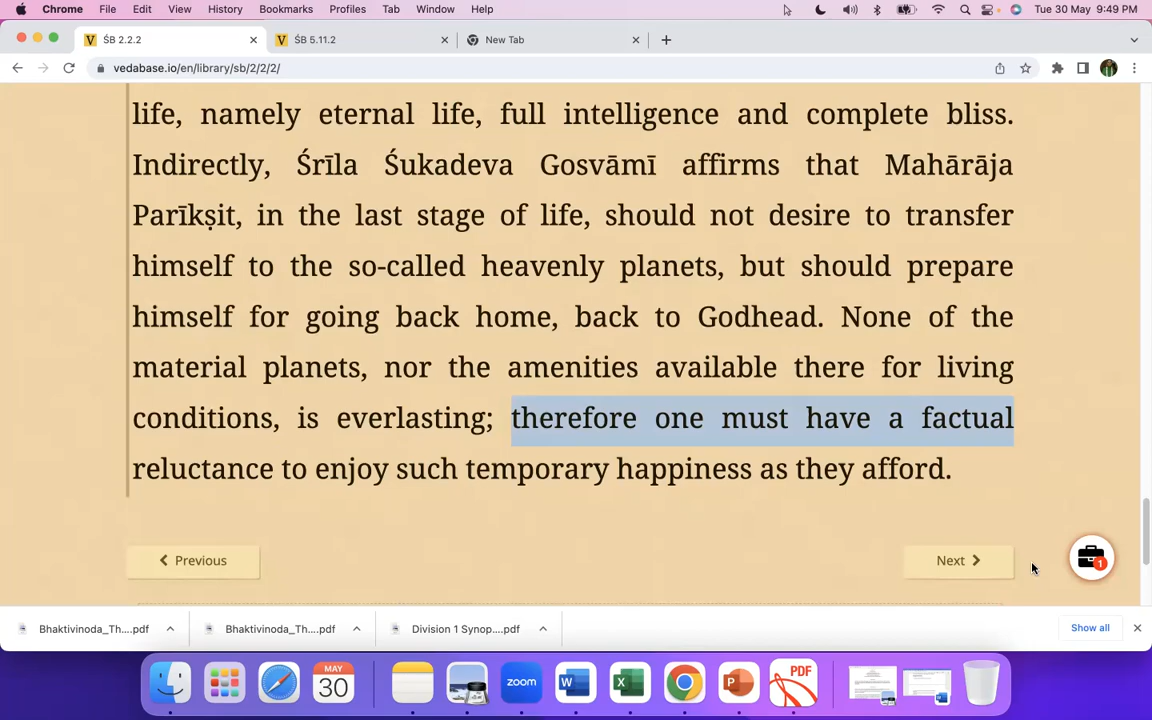 Chrome File Edit View History Bookmarks Profiles Tab Window Help Tue 30 May 9:49 PM
ŚB 2.2.2 ŚB 5.11.2 New Tab
vedabase.io/en/library/sb/2/2/2/
life, namely eternal life, full intelligence and complete bliss.
Indirectly, Śrīla Śukadeva Gosvāmī affirms that Mahārāja
Parīkṣit, in the last stage of life, should not desire to transfer
himself to the so-called heavenly planets, but should prepare
himself for going back home, back to Godhead. None of the
material planets, nor the amenities available there for living
conditions, is everlasting; therefore one must have a factual
reluctance to enjoy such temporary happiness as they afford.
Previous Next
1
Bhaktivinoda_Th....pdf Bhaktivinoda_Th....pdf Division 1 Synop....pdf Show all
MAY
30
zoom
PDF